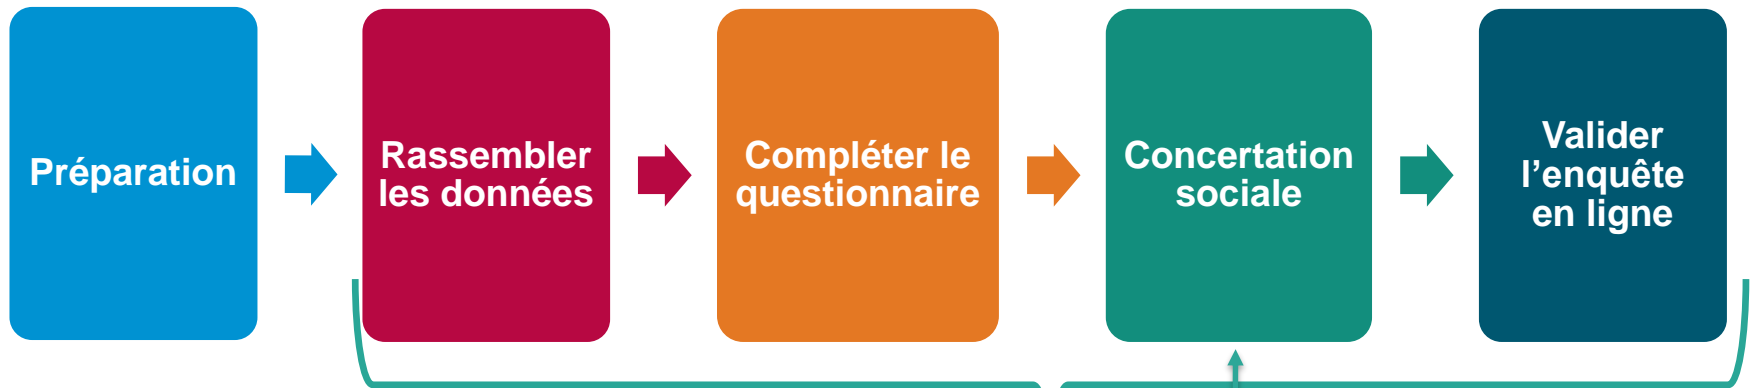 Préparation
Rassembler
les données
Compléter le
questionnaire
Concertation
sociale
Valider
l’enquête
en ligne